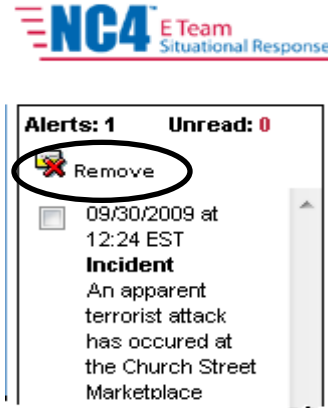 NC4™ E Team
Situational Response
Alerts: 1 Unread: 0
Remove
09/30/2009 at
12:24 EST
Incident
An apparent
terrorist attack
has occured at
the Church Street
Marketplace